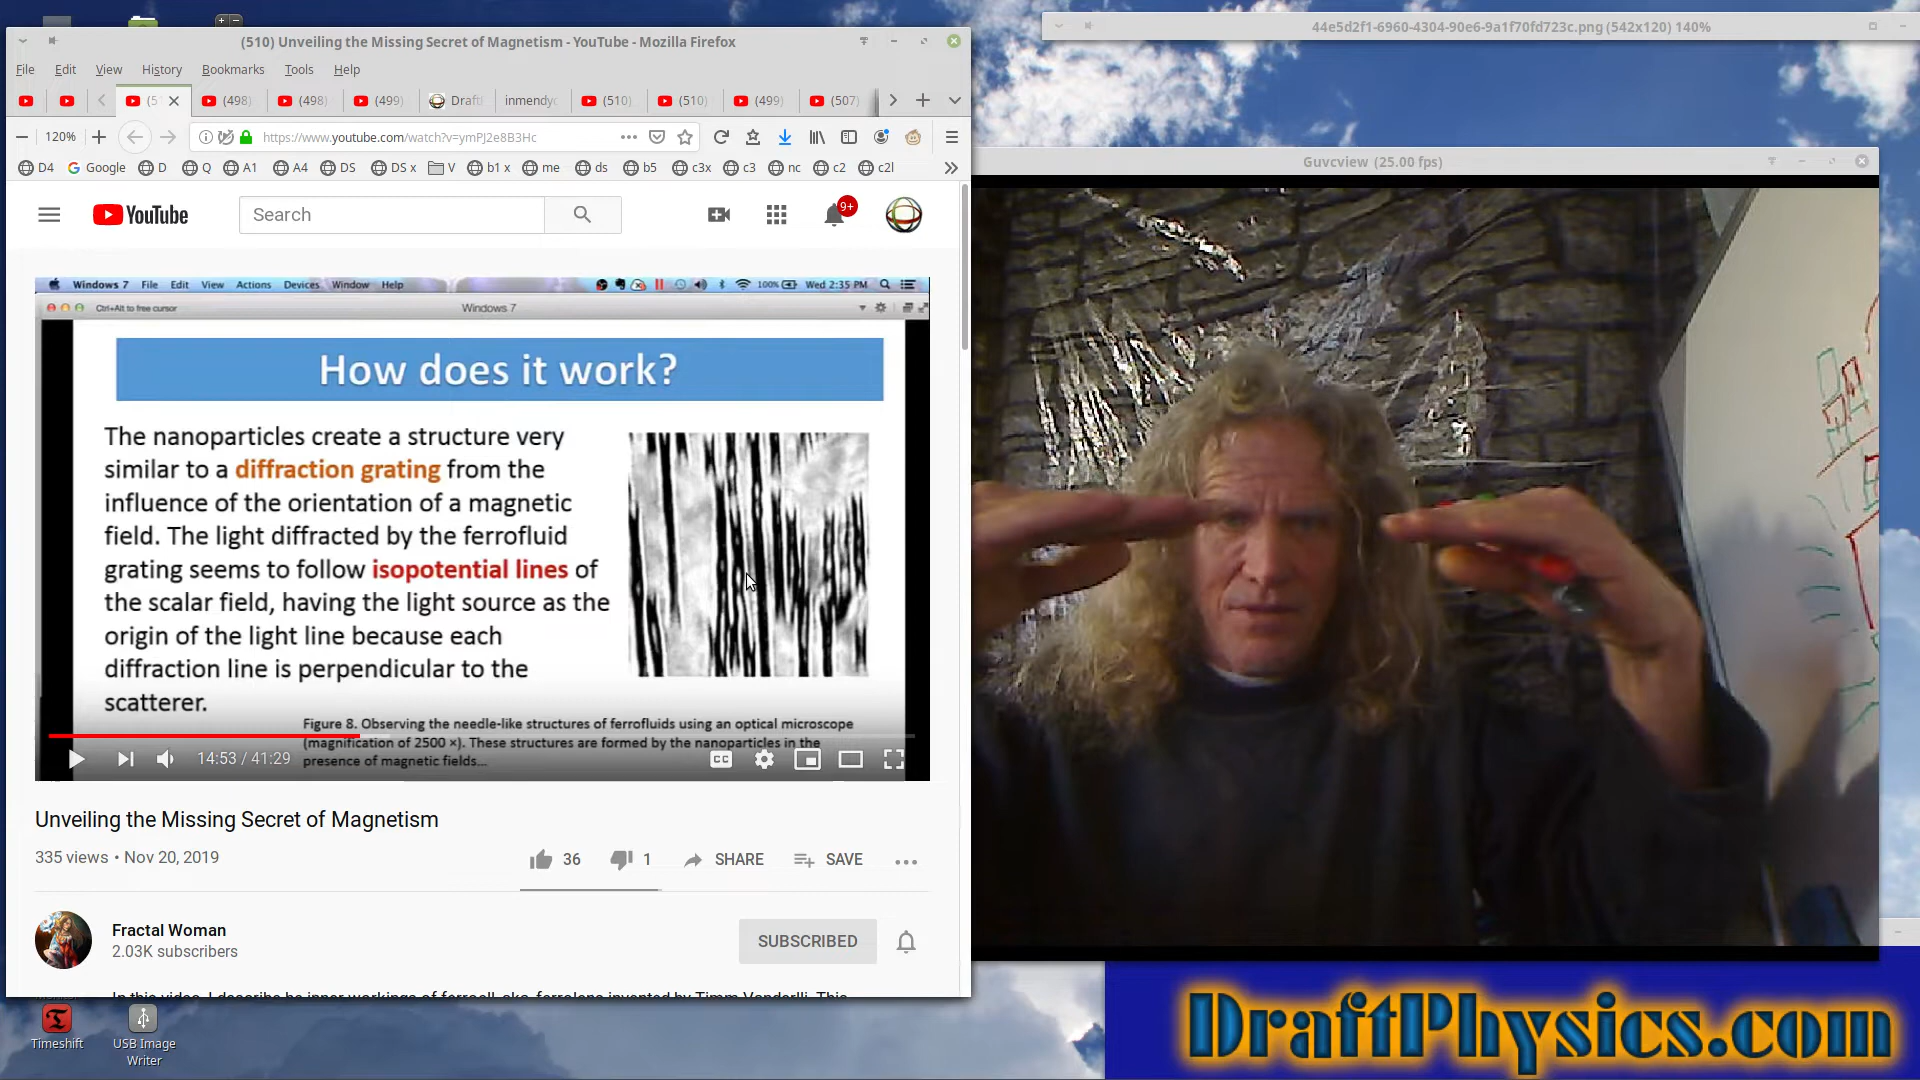 44e5d2f1-6960-4304-90e6-9a1f70fd723c.png (542x120) 140%
(510) Unveiling the Missing Secret of Magnetism - YouTube - Mozilla Firefox
File Edit View History Bookmarks Tools Help
(498) (498) (499) Draft inmendy (510) (510) (499) (507)
120% https://www.youtube.com/watch?v=ymPJ2e8B3Hc
D4 Google D Q A1 A4 DS DS x V b1 x me ds b5 c3x c3 nc c2 c2l
Guvcview (25.00 fps)
YouTube Search 9+
Windows 7 File Edit View Actions Devices Window Help 100% Wed 2:35 PM
Ctrl+Alt to free cursor Windows 7
How does it work?
The nanoparticles create a structure very
similar to a diffraction grating from the
influence of the orientation of a magnetic
field. The light diffracted by the ferrofluid
grating seems to follow isopotential lines of
the scalar field, having the light source as the
origin of the light line because each
diffraction line is perpendicular to the
scatterer.
Figure 8. Observing the needle-like structures of ferrofluids using an optical microscope
(magnification of 2500 ×). These structures are formed by the nanoparticles in the
presence of magnetic fields...
14:53 / 41:29 CC
Unveiling the Missing Secret of Magnetism
335 views • Nov 20, 2019 36 1 SHARE SAVE
Fractal Woman
2.03K subscribers
SUBSCRIBED
Timeshift
USB Image
Writer
DraftPhysics.com